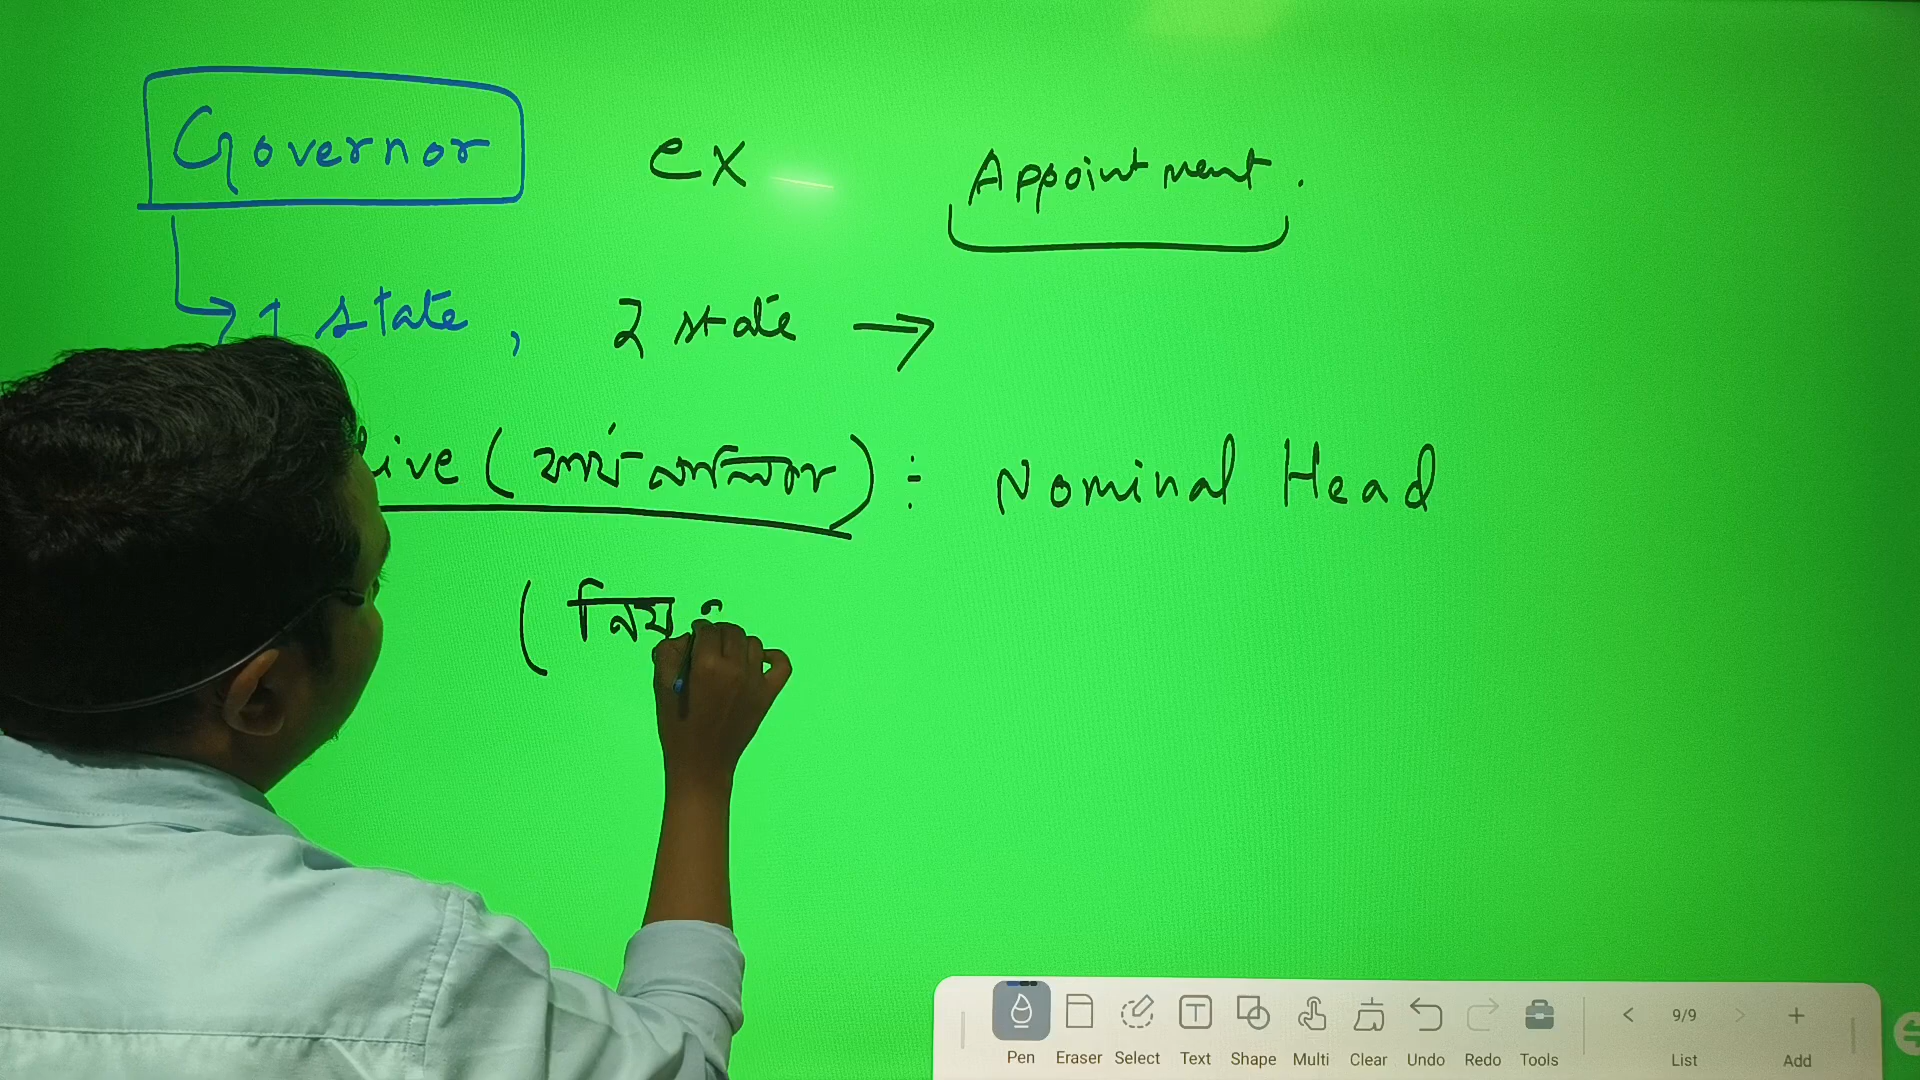 Governor ex Appointment.
1 state, 2 state →
ive ( ) : Nominal Head
( নিয়
Pen Eraser Select Text Shape Multi Clear Undo Redo Tools < 9/9 > List + Add